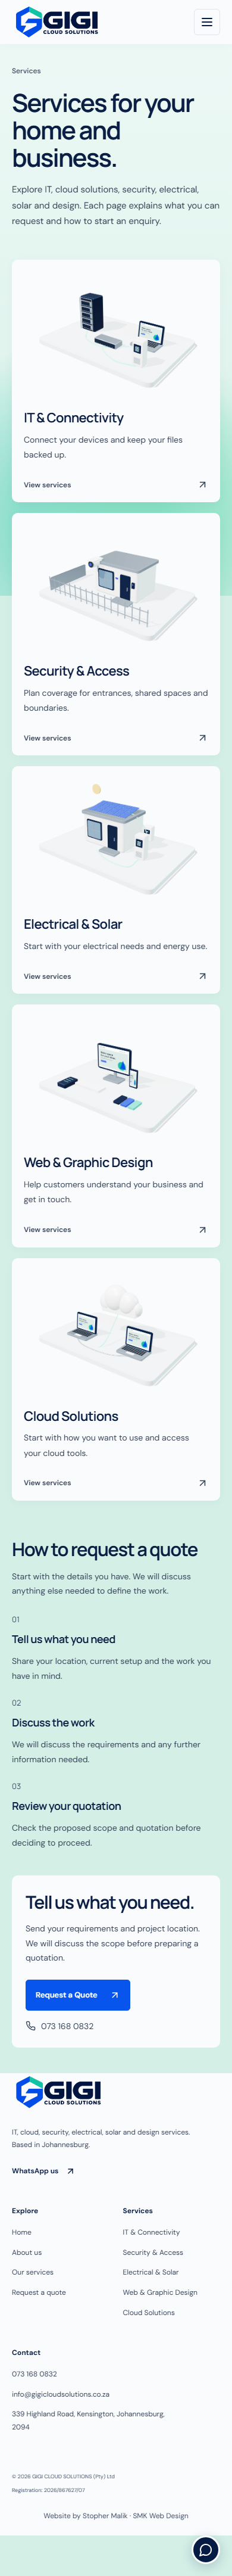 GIGI
CLOUD SOLUTIONS
Services
Services for your
home and
business.
Explore IT, cloud solutions, security, electrical,
solar and design. Each page explains what you can
request and how to start an enquiry.
IT & Connectivity
Connect your devices and keep your files
backed up.
View services
Security & Access
Plan coverage for entrances, shared spaces and
boundaries.
View services
Electrical & Solar
Start with your electrical needs and energy use.
View services
Web & Graphic Design
Help customers understand your business and
get in touch.
View services
Cloud Solutions
Start with how you want to use and access
your cloud tools.
View services
How to request a quote
Start with the details you have. We will discuss
anything else needed to define the work.
01
Tell us what you need
Share your location, current setup and the work you
have in mind.
02
Discuss the work
We will discuss the requirements and any further
information needed.
03
Review your quotation
Check the proposed scope and quotation before
deciding to proceed.
Tell us what you need.
Send your requirements and project location.
We will discuss the scope before preparing a
quotation.
Request a Quote
073 168 0832
GIGI
CLOUD SOLUTIONS
IT, cloud, security, electrical, solar and design services.
Based in Johannesburg.
WhatsApp us
Explore
Home
About us
Our services
Request a quote
Services
IT & Connectivity
Security & Access
Electrical & Solar
Web & Graphic Design
Cloud Solutions
Contact
073 168 0832
info@gigicloudsolutions.co.za
339 Highland Road, Kensington, Johannesburg,
2094
© 2026 GIGI CLOUD SOLUTIONS (Pty) Ltd
Registration: 2026/867627/07
Website by Stopher Malik · SMK Web Design